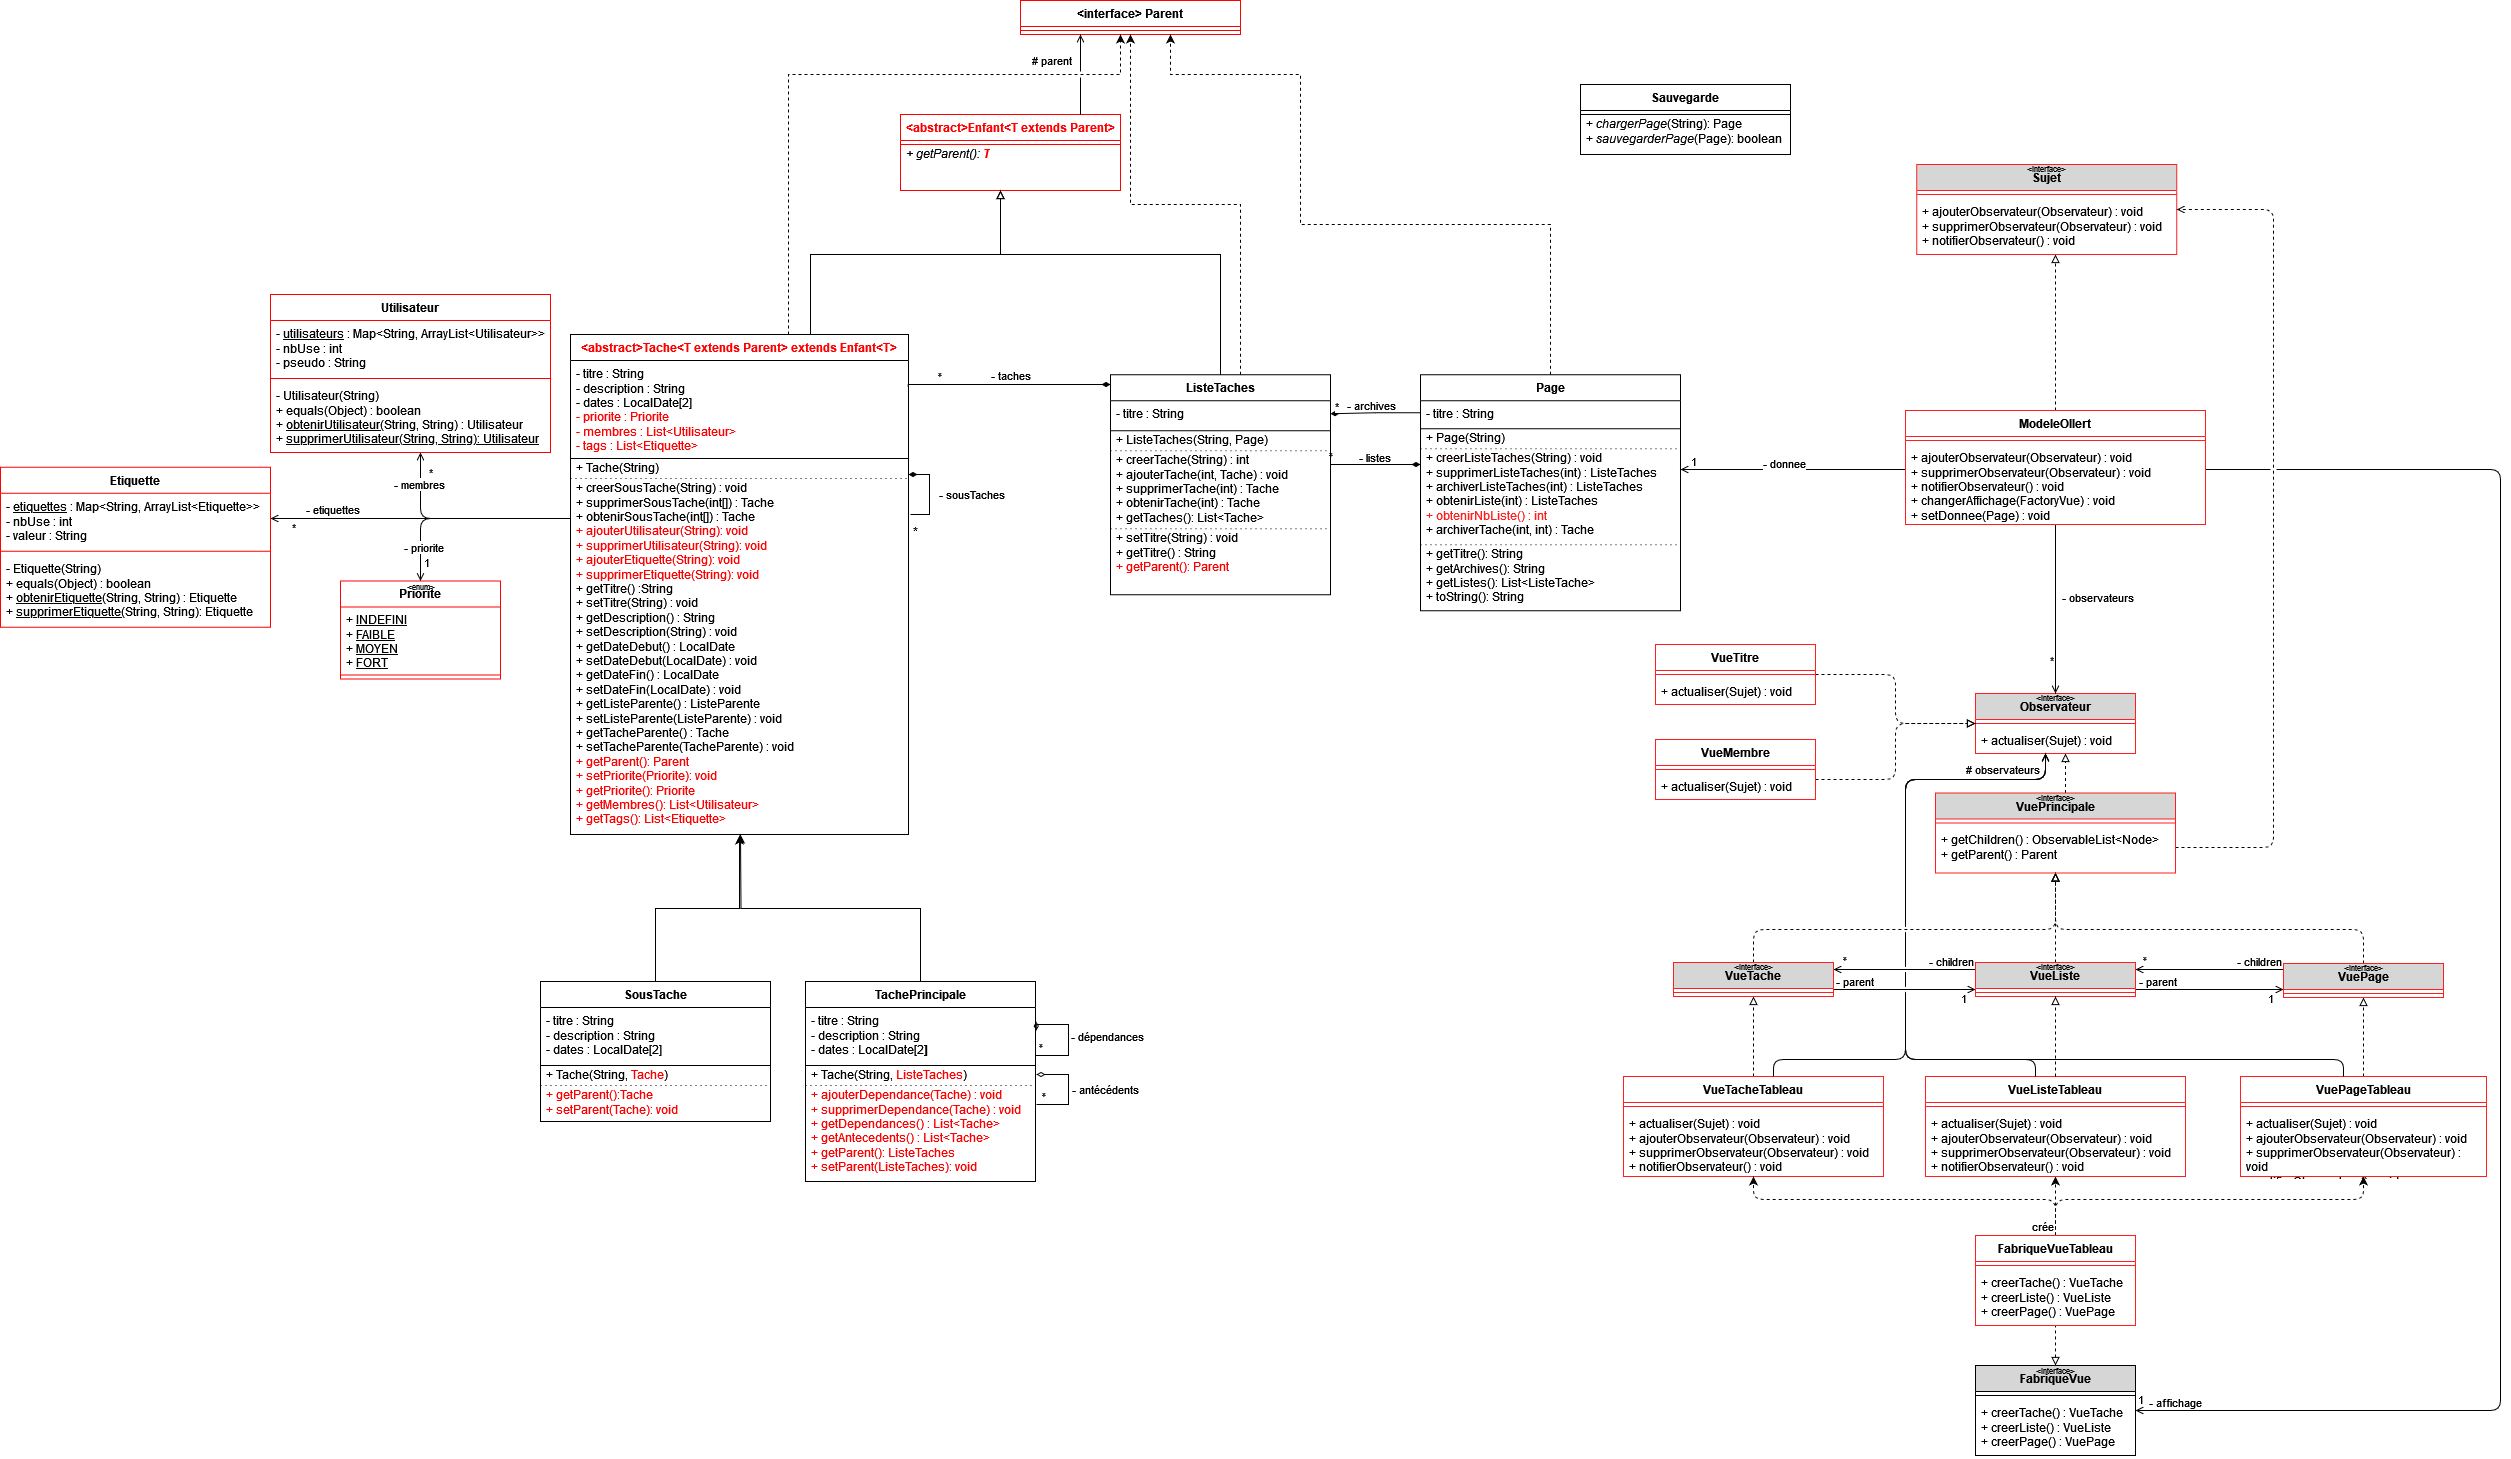 <interface> Parent
# parent
<abstract>Enfant<T extends Parent>
+ getParent(): T
Sauvegarde
+ chargerPage(String): Page
+ sauvegarderPage(Page): boolean
<interface>
Sujet
+ ajouterObservateur(Observateur) : void
+ supprimerObservateur(Observateur) : void
+ notifierObservateur() : void
Utilisateur
- utilisateurs : Map<String, ArrayList<Utilisateur>>
- nbUse : int
- pseudo : String
- Utilisateur(String)
+ equals(Object) : boolean
+ obtenirUtilisateur(String, String) : Utilisateur
+ supprimerUtilisateur(String, String): Utilisateur
Etiquette
- etiquettes : Map<String, ArrayList<Etiquette>>
- nbUse : int
- valeur : String
- Etiquette(String)
+ equals(Object) : boolean
+ obtenirEtiquette(String, String) : Etiquette
+ supprimerEtiquette(String, String): Etiquette
*
- membres
- etiquettes
*
- priorite
1
<enum>
Priorite
+ INDEFINI
+ FAIBLE
+ MOYEN
+ FORT
<abstract>Tache<T extends Parent> extends Enfant<T>
- titre : String
- description : String
- dates : LocalDate[2]
- priorite : Priorite
- membres : List<Utilisateur>
- tags : List<Etiquette>
+ Tache(String)
+ creerSousTache(String) : void
+ supprimerSousTache(int[]) : Tache
+ obtenirSousTache(int[]) : Tache
+ ajouterUtilisateur(String): void
+ supprimerUtilisateur(String): void
+ ajouterEtiquette(String): void
+ supprimerEtiquette(String): void
+ getTitre() :String
+ setTitre(String) : void
+ getDescription() : String
+ setDescription(String) : void
+ getDateDebut() : LocalDate
+ setDateDebut(LocalDate) : void
+ getDateFin() : LocalDate
+ setDateFin(LocalDate) : void
+ getListeParente() : ListeParente
+ setListeParente(ListeParente) : void
+ getTacheParente() : Tache
+ setTacheParente(TacheParente) : void
+ getParent(): Parent
+ setPriorite(Priorite): void
+ getPriorite(): Priorite
+ getMembres(): List<Utilisateur>
+ getTags(): List<Etiquette>
* - taches
- sousTaches
*
ListeTaches
- titre : String
+ ListeTaches(String, Page)
+ creerTache(String) : int
+ ajouterTache(int, Tache) : void
+ supprimerTache(int) : Tache
+ obtenirTache(int) : Tache
+ getTaches(): List<Tache>
+ setTitre(String) : void
+ getTitre() : String
+ getParent(): Parent
* - archives
* - listes
Page
- titre : String
+ Page(String)
+ creerListeTaches(String) : void
+ supprimerListeTaches(int) : ListeTaches
+ archiverListeTaches(int) : ListeTaches
+ obtenirListe(int) : ListeTaches
+ obtenirNbListe() : int
+ archiverTache(int, int) : Tache
+ getTitre(): String
+ getArchives(): String
+ getListes(): List<ListeTache>
+ toString(): String
1 - donnee
ModeleOllert
+ ajouterObservateur(Observateur) : void
+ supprimerObservateur(Observateur) : void
+ notifierObservateur() : void
+ changerAffichage(FactoryVue) : void
+ setDonnee(Page) : void
- observateurs
*
VueTitre
+ actualiser(Sujet) : void
VueMembre
+ actualiser(Sujet) : void
<interface>
Observateur
+ actualiser(Sujet) : void
# observateurs
<interface>
VuePrincipale
+ getChildren() : ObservableList<Node>
+ getParent() : Parent
<interface>
VueTache
* - children
- parent 1
<interface>
VueListe
* - children
- parent 1
<interface>
VuePage
SousTache
- titre : String
- description : String
- dates : LocalDate[2]
+ Tache(String, Tache)
+ getParent():Tache
+ setParent(Tache): void
TachePrincipale
- titre : String
- description : String
- dates : LocalDate[2]
+ Tache(String, ListeTaches)
+ ajouterDependance(Tache) : void
+ supprimerDependance(Tache) : void
+ getDependances() : List<Tache>
+ getAntecedents() : List<Tache>
+ getParent(): ListeTaches
+ setParent(ListeTaches): void
- dépendances
*
- antécédents
*
VueTacheTableau
+ actualiser(Sujet) : void
+ ajouterObservateur(Observateur) : void
+ supprimerObservateur(Observateur) : void
+ notifierObservateur() : void
VueListeTableau
+ actualiser(Sujet) : void
+ ajouterObservateur(Observateur) : void
+ supprimerObservateur(Observateur) : void
+ notifierObservateur() : void
VuePageTableau
+ actualiser(Sujet) : void
+ ajouterObservateur(Observateur) : void
+ supprimerObservateur(Observateur) :
void
crée
FabriqueVueTableau
+ creerTache() : VueTache
+ creerListe() : VueListe
+ creerPage() : VuePage
<interface>
FabriqueVue
+ creerTache() : VueTache
+ creerListe() : VueListe
+ creerPage() : VuePage
1 - affichage